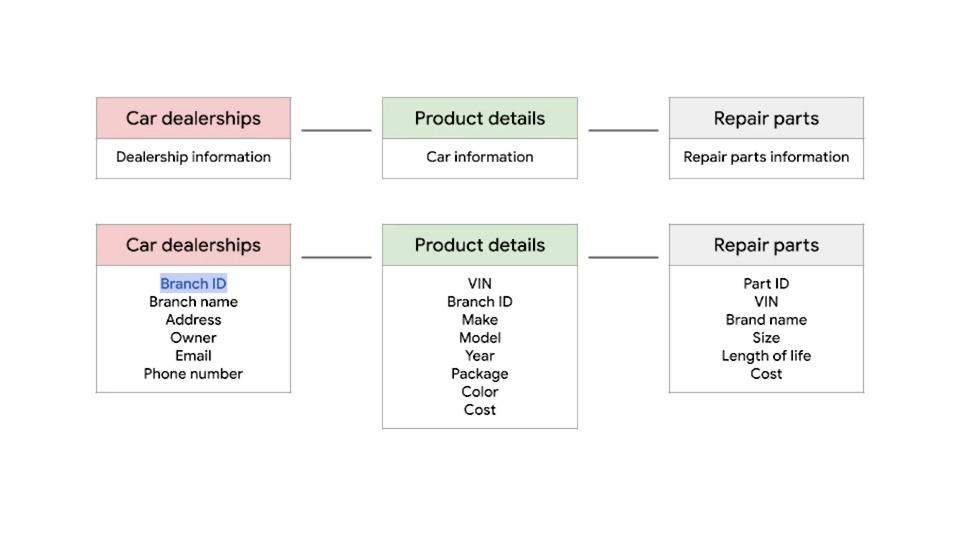 Car dealerships
Product details
Repair parts
Dealership information
Car information
Repair parts information
Car dealerships
Branch ID
Branch name
Address
Owner
Email
Phone number
Product details
VIN
Branch ID
Make
Model
Year
Package
Color
Cost
Repair parts
Part ID
VIN
Brand name
Size
Length of life
Cost